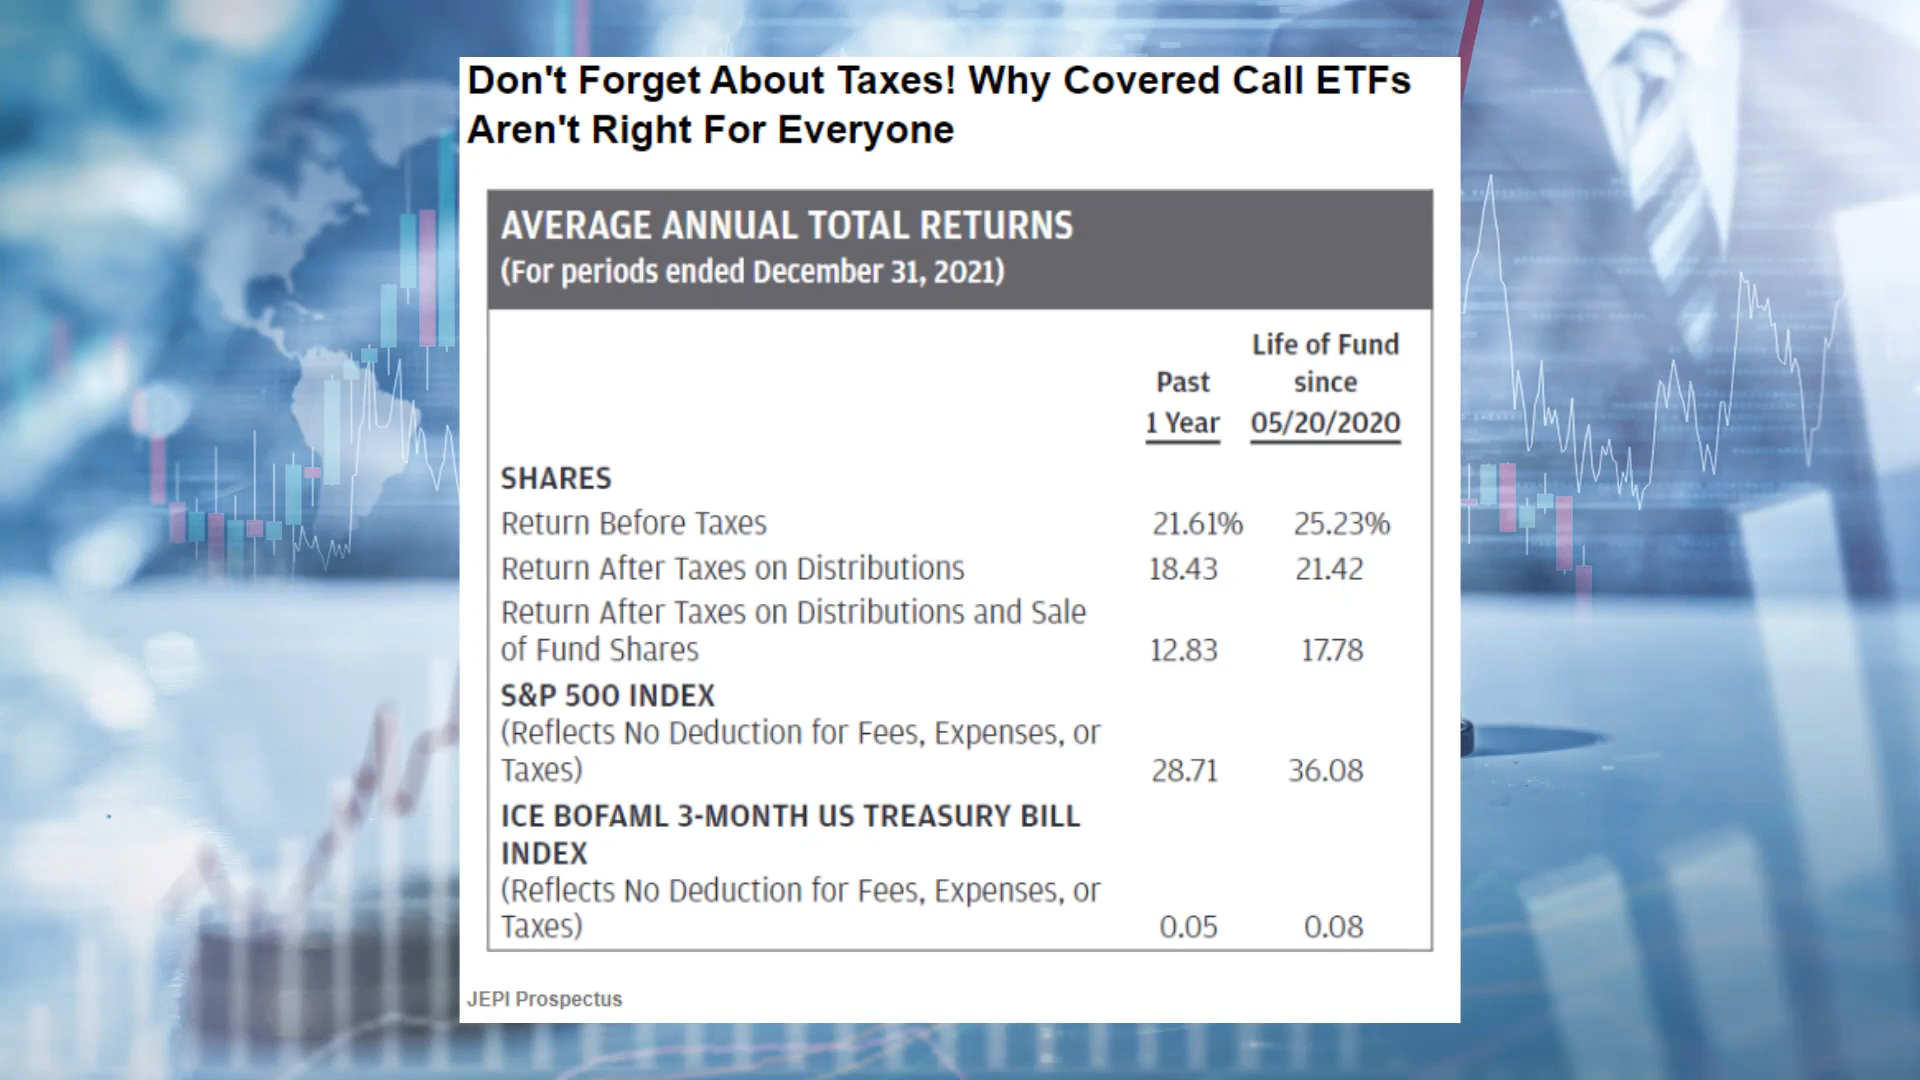 Don't Forget About Taxes! Why Covered Call ETFs
Aren't Right For Everyone
AVERAGE ANNUAL TOTAL RETURNS
(For periods ended December 31, 2021)
Life of Fund
Past since
1 Year 05/20/2020
SHARES
Return Before Taxes 21.61% 25.23%
Return After Taxes on Distributions 18.43 21.42
Return After Taxes on Distributions and Sale
of Fund Shares 12.83 17.78
S&P 500 INDEX
(Reflects No Deduction for Fees, Expenses, or
Taxes) 28.71 36.08
ICE BOFAML 3-MONTH US TREASURY BILL
INDEX
(Reflects No Deduction for Fees, Expenses, or
Taxes) 0.05 0.08
JEPI Prospectus